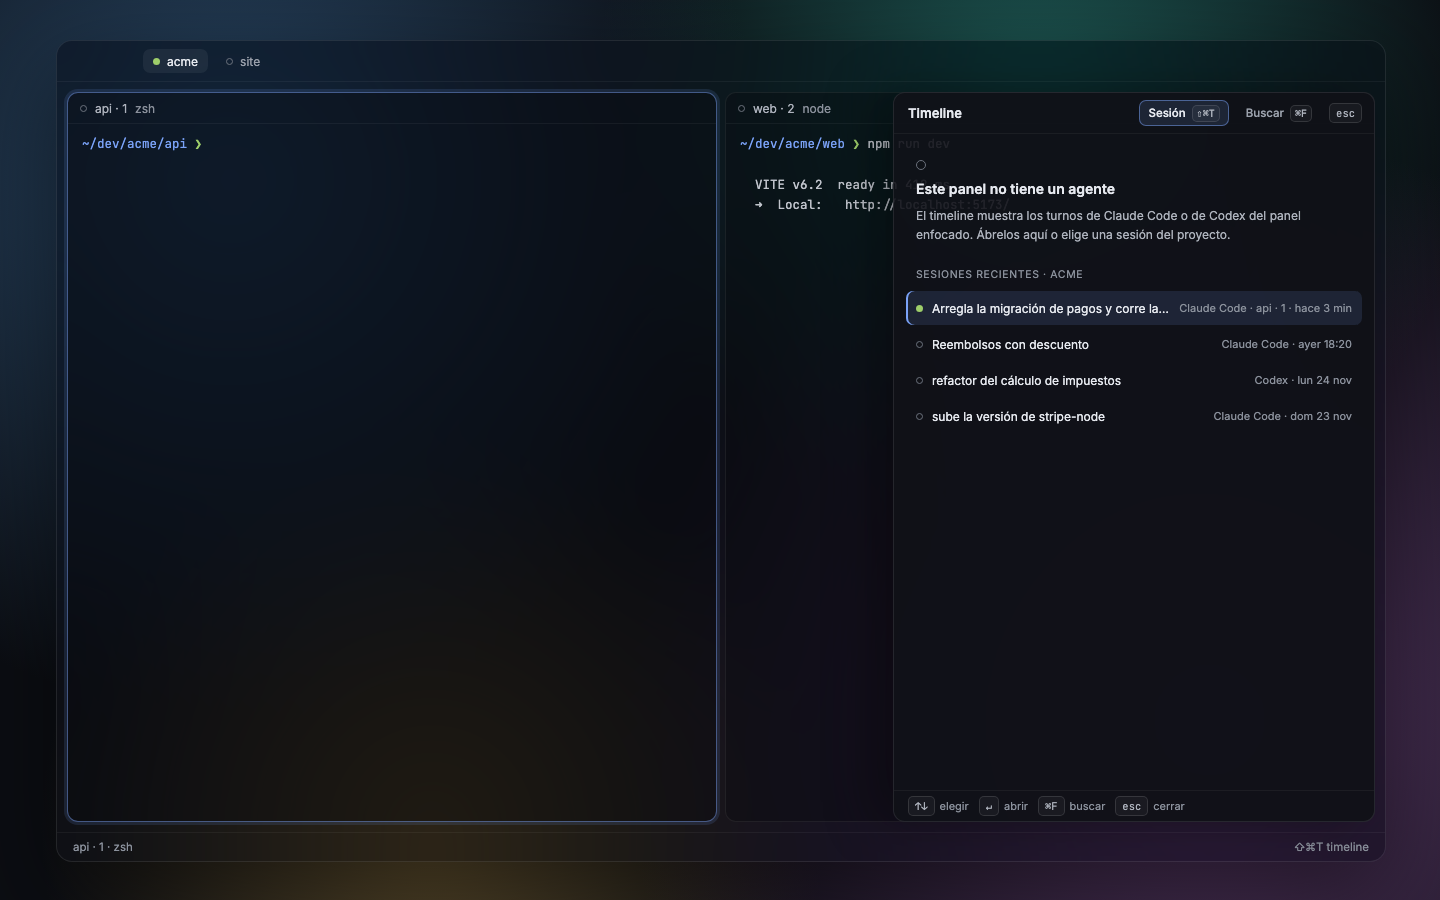 acme
site
api · 1 zsh
~/dev/acme/api ❯
web · 2 node
~/dev/acme/web ❯ npm run dev
VITE v6.2 ready in
➜ Local: http://localhost:5173/
Timeline
Sesión ⇧⌘T
Buscar ⌘F
esc
Este panel no tiene un agente
El timeline muestra los turnos de Claude Code o de Codex del panel
enfocado. Ábrelos aquí o elige una sesión del proyecto.
SESIONES RECIENTES · ACME
Arregla la migración de pagos y corre la... Claude Code · api · 1 · hace 3 min
Reembolsos con descuento Claude Code · ayer 18:20
refactor del cálculo de impuestos Codex · lun 24 nov
sube la versión de stripe-node Claude Code · dom 23 nov
↑↓ elegir ↵ abrir ⌘F buscar esc cerrar
api · 1 · zsh
⇧⌘T timeline